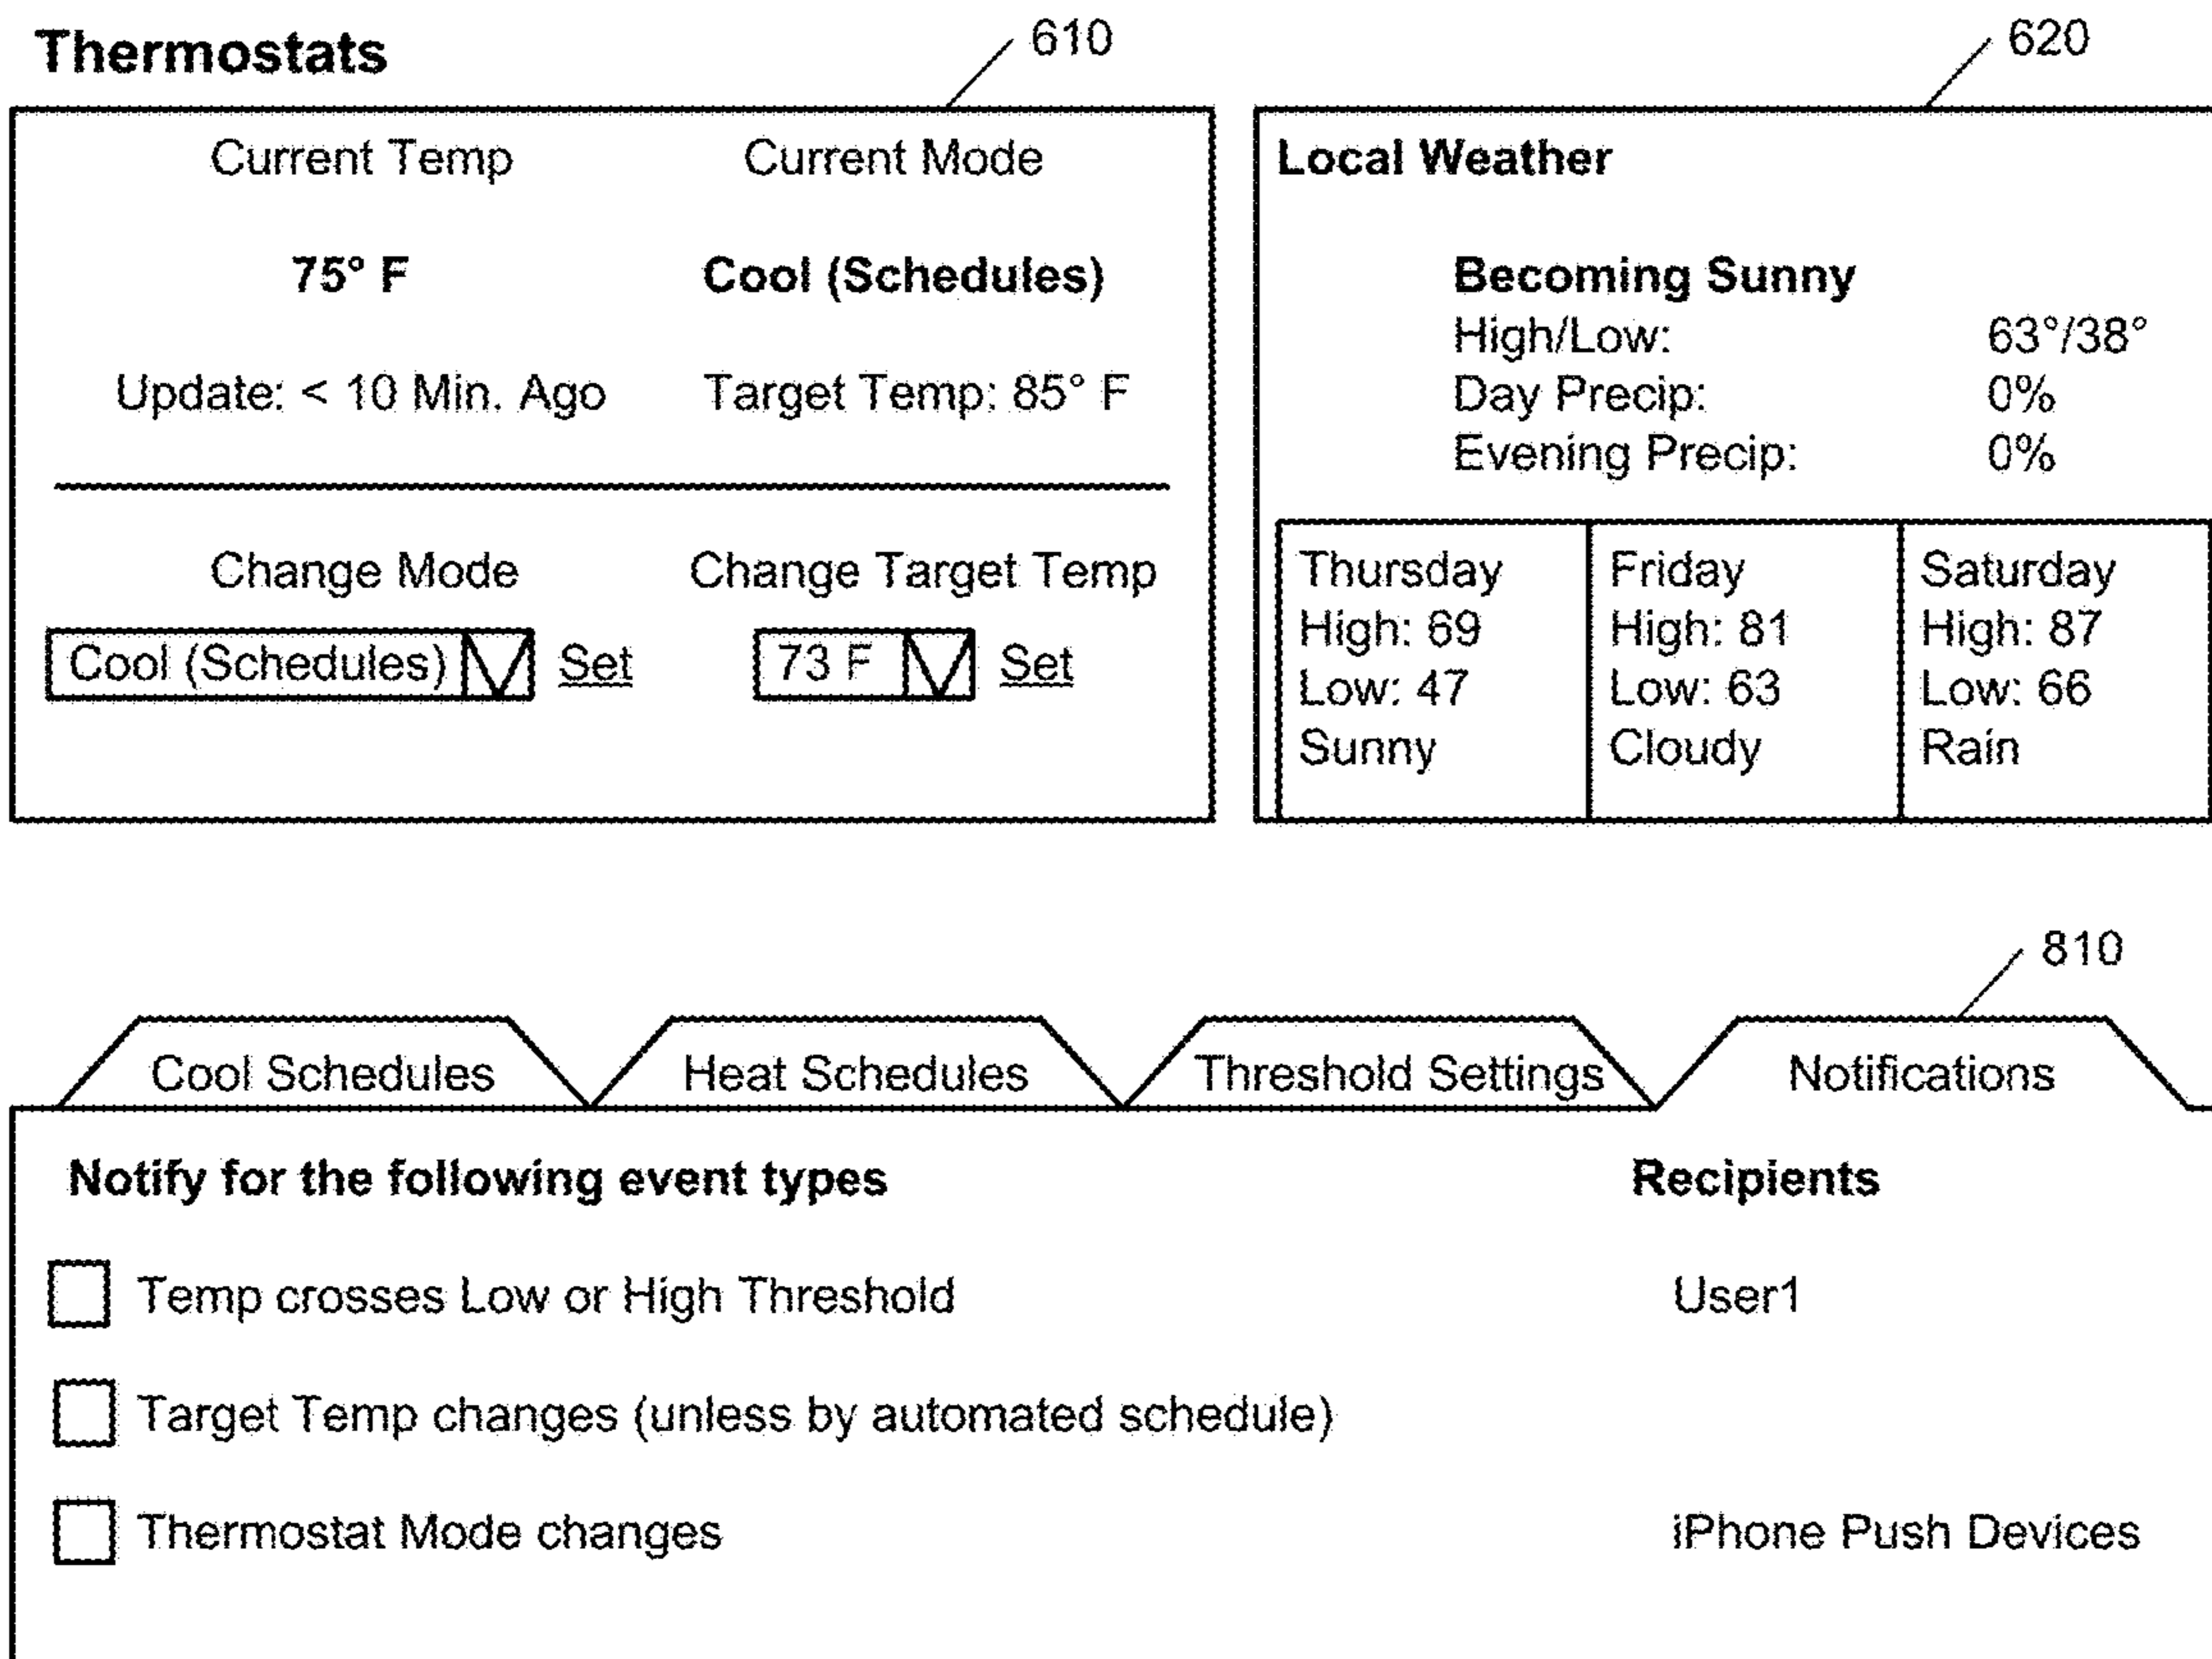 Thermostats
610
620
Current Temp
Current Mode
75° F
Cool (Schedules)
Update: < 10 Min. Ago
Target Temp: 85° F
Change Mode
Change Target Temp
Cool (Schedules) Set
73 F Set
Local Weather
Becoming Sunny
High/Low: 63°/38°
Day Precip: 0%
Evening Precip: 0%
Thursday
High: 69
Low: 47
Sunny
Friday
High: 81
Low: 63
Cloudy
Saturday
High: 87
Low: 66
Rain
810
Cool Schedules
Heat Schedules
Threshold Settings
Notifications
Notify for the following event types
Recipients
Temp crosses Low or High Threshold
User1
Target Temp changes (unless by automated schedule)
Thermostat Mode changes
iPhone Push Devices